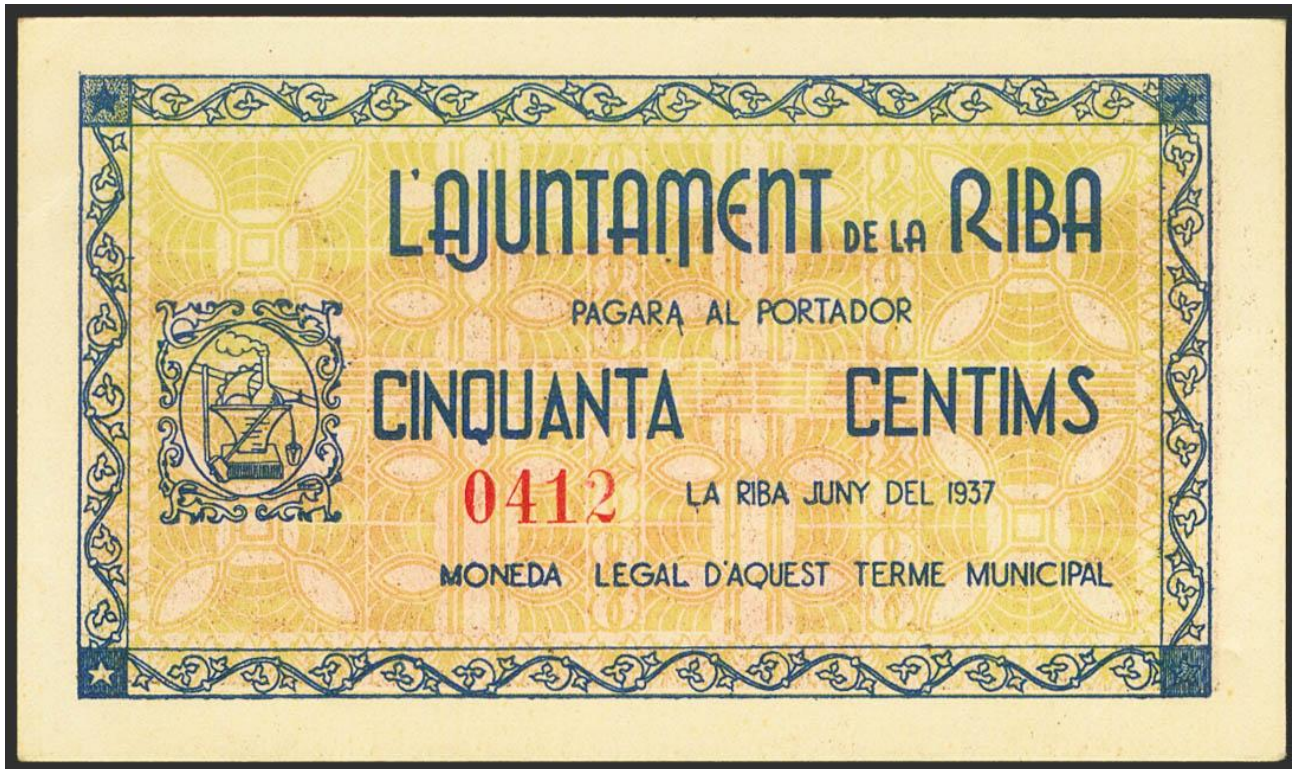 L'AJUNTAMENT DE LA RIBA
PAGARA AL PORTADOR
CINQUANTA CENTIMS
0412 LA RIBA JUNY DEL 1937
MONEDA LEGAL D'AQUEST TERME MUNICIPAL